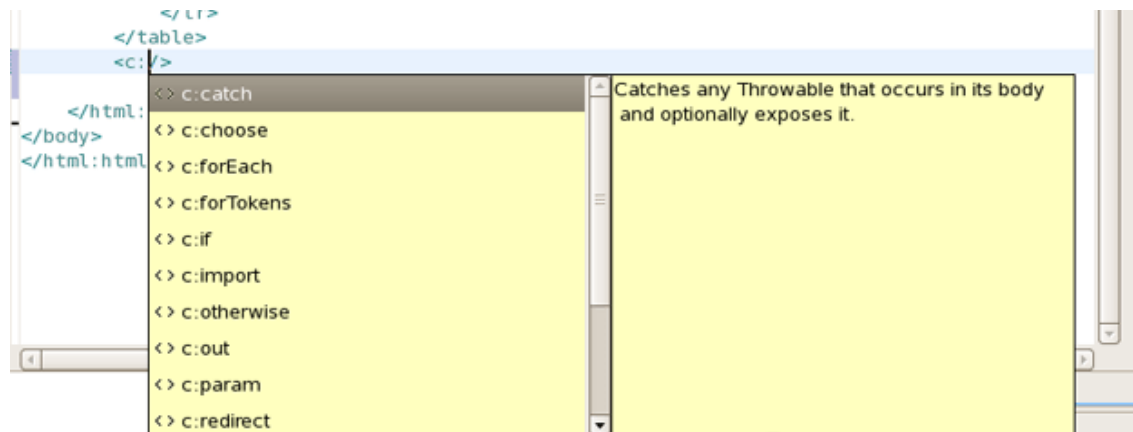 </tr>
</table>
<c:/>
</html:
</body>
</html:html
<> c:catch
<> c:choose
<> c:forEach
<> c:forTokens
<> c:if
<> c:import
<> c:otherwise
<> c:out
<> c:param
<> c:redirect
Catches any Throwable that occurs in its body
and optionally exposes it.